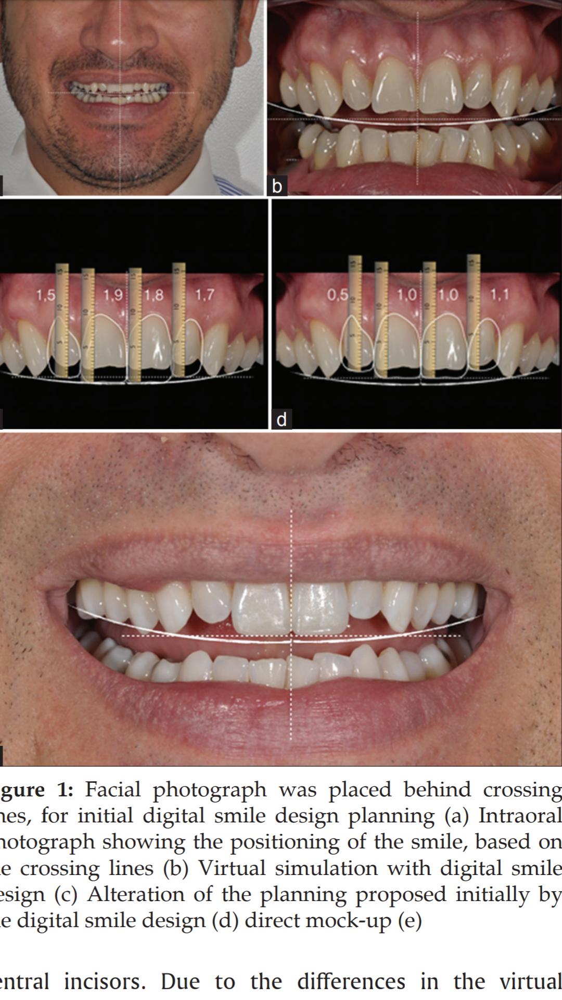 b
1,5
1,9
1,8
1,7
0,5
1,0
1,0
1,1
15
10
5
d
gure 1: Facial photograph was placed behind crossing
nes, for initial digital smile design planning (a) Intraoral
hotograph showing the positioning of the smile, based on
e crossing lines (b) Virtual simulation with digital smile
esign (c) Alteration of the planning proposed initially by
e digital smile design (d) direct mock-up (e)
entral incisors. Due to the differences in the virtual